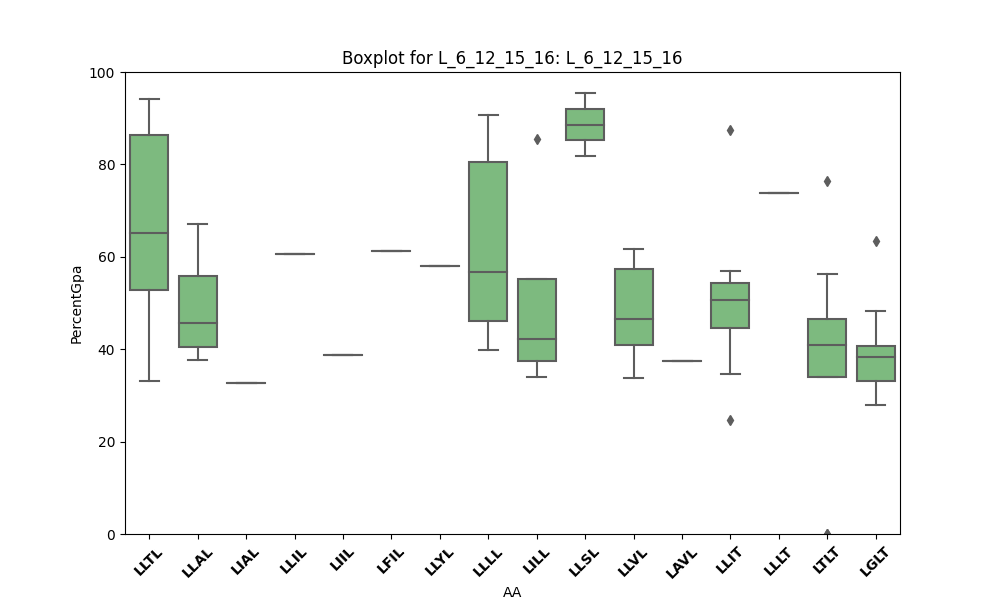 Boxplot for L_6_12_15_16: L_6_12_15_16
100
80
60
40
20
0
PercentGpa
LLTL LLAL LIAL LLIL LIIL LFIL LLYL LLLL LILL LLSL LLVL LAVL LLIT LLLT LTLT LGLT
AA